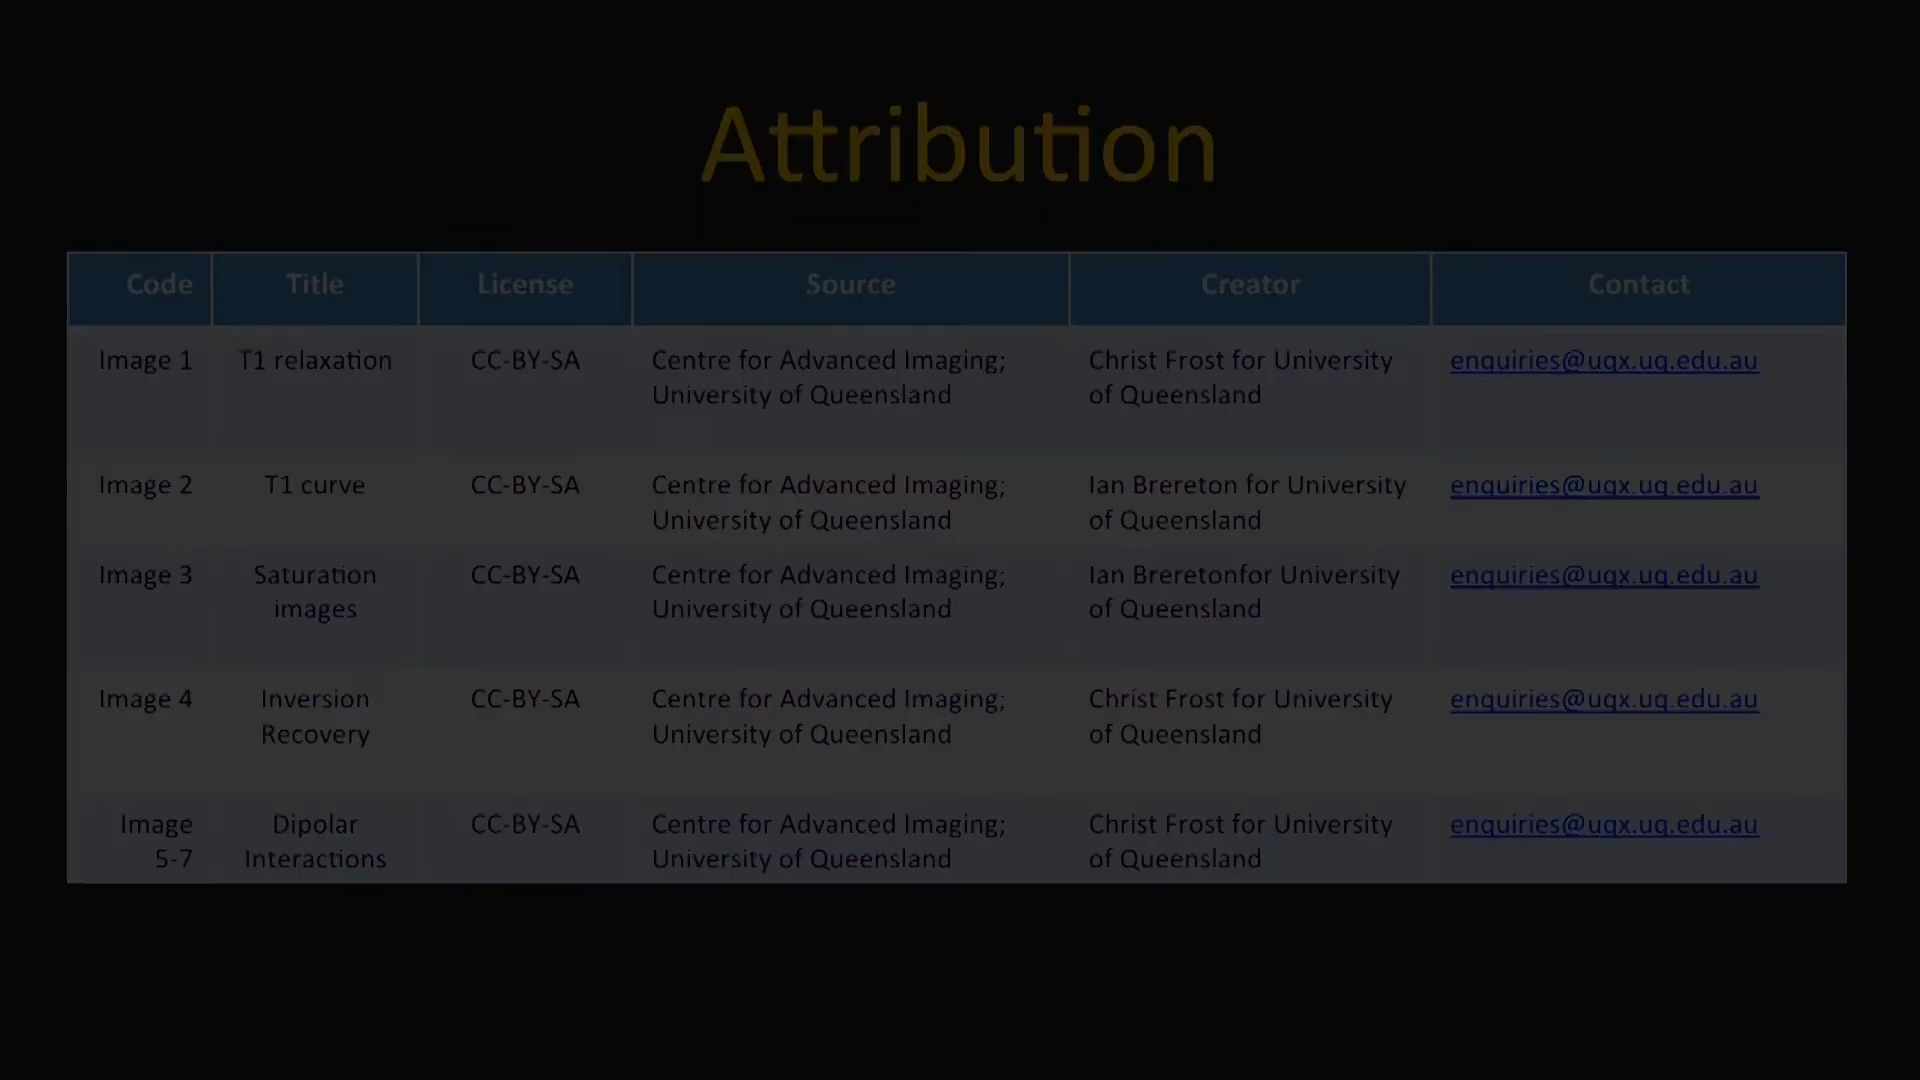 Attribution
Code Title License Source Creator Contact
Image 1 T1 relaxation CC-BY-SA Centre for Advanced Imaging; Christ Frost for University enquiries@uqx.uq.edu.au
University of Queensland of Queensland
Image 2 T1 curve CC-BY-SA Centre for Advanced Imaging; Ian Brereton for University enquiries@uqx.uq.edu.au
University of Queensland of Queensland
Image 3 Saturation CC-BY-SA Centre for Advanced Imaging; Ian Breretonfor University enquiries@uqx.uq.edu.au
images University of Queensland of Queensland
Image 4 Inversion CC-BY-SA Centre for Advanced Imaging; Christ Frost for University enquiries@uqx.uq.edu.au
Recovery University of Queensland of Queensland
Image Dipolar CC-BY-SA Centre for Advanced Imaging; Christ Frost for University enquiries@uqx.uq.edu.au
5-7 Interactions University of Queensland of Queensland